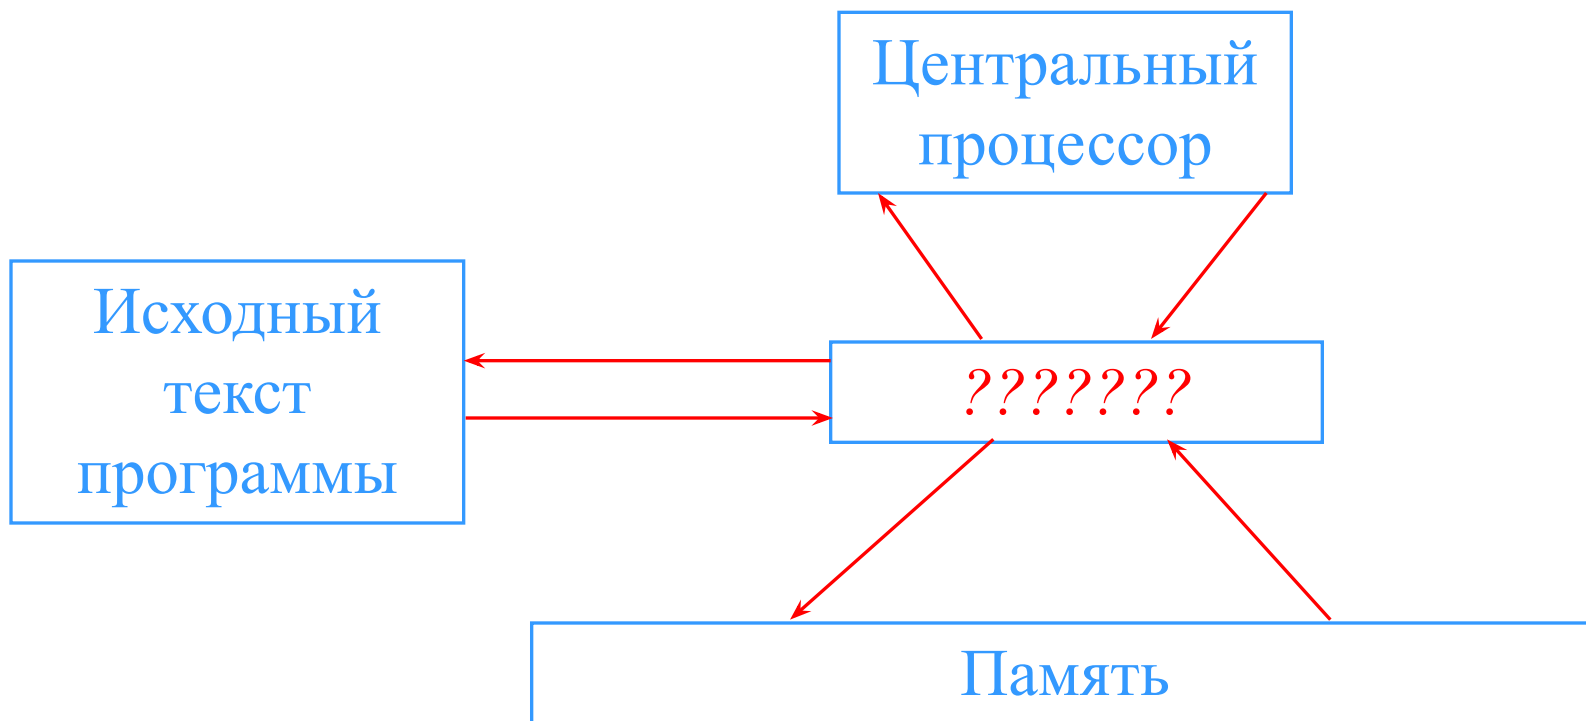 Центральный
процессор
Исходный
текст
программы
???????
Память